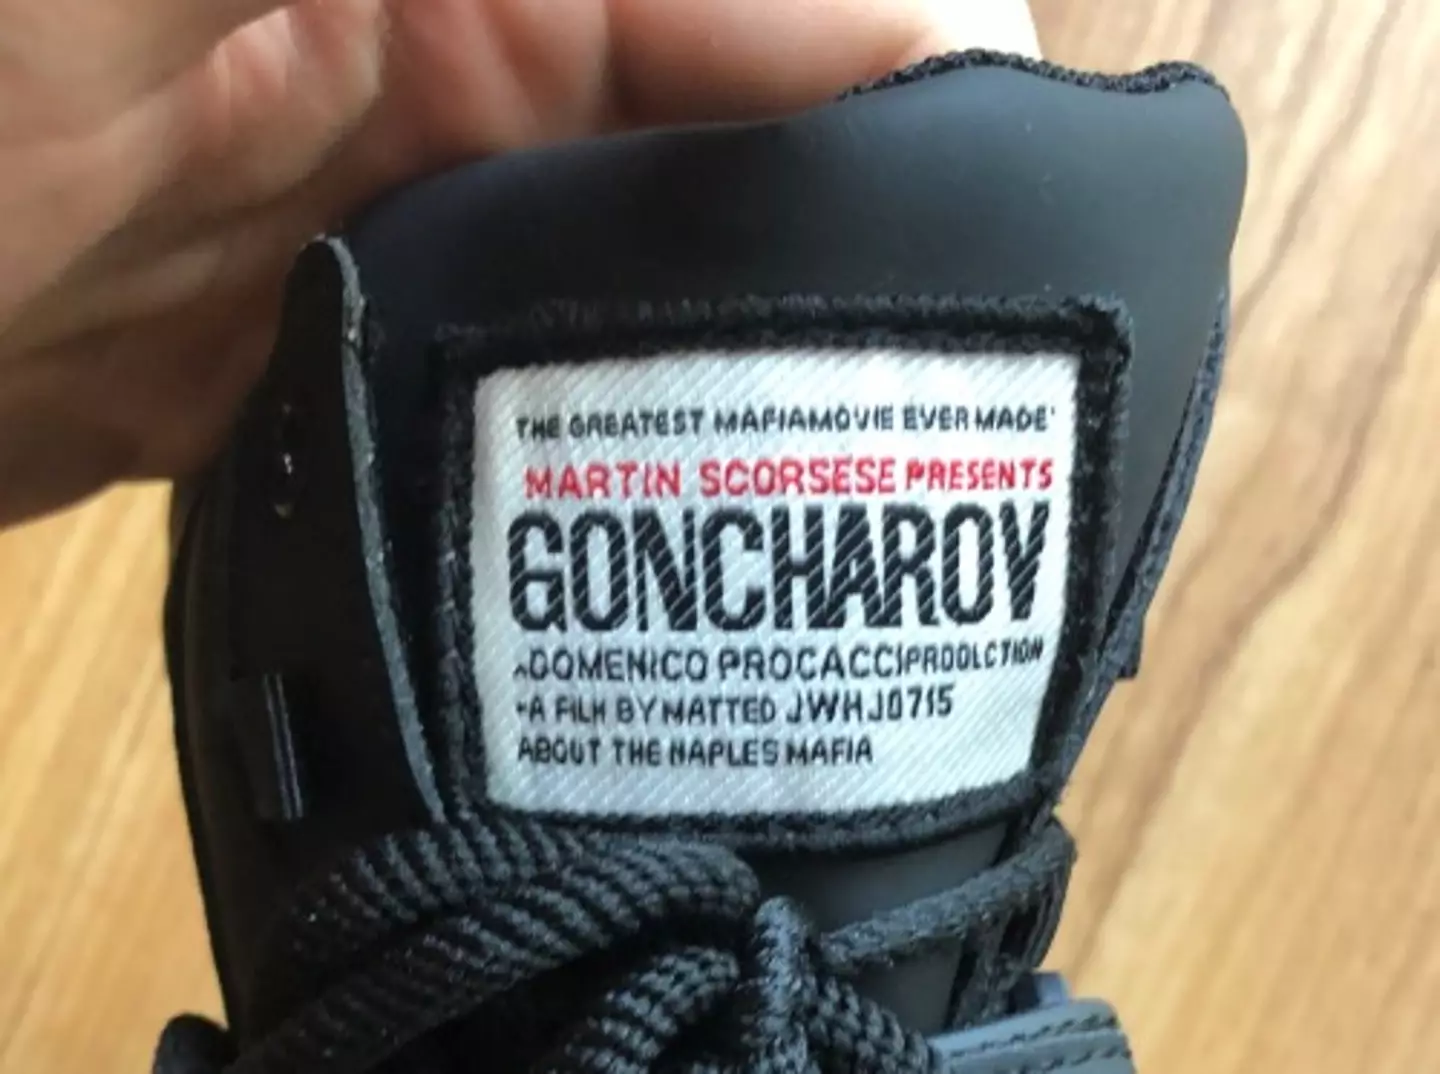 THE GREATEST MAFIAMOVIE EVER MADE'
MARTIN SCORSESE PRESENTS
GONCHAROV
DOMENICO PROCACCI PRODLCTION
A FILM BY MATTEO JWHJ0715
ABOUT THE NAPLES MAFIA